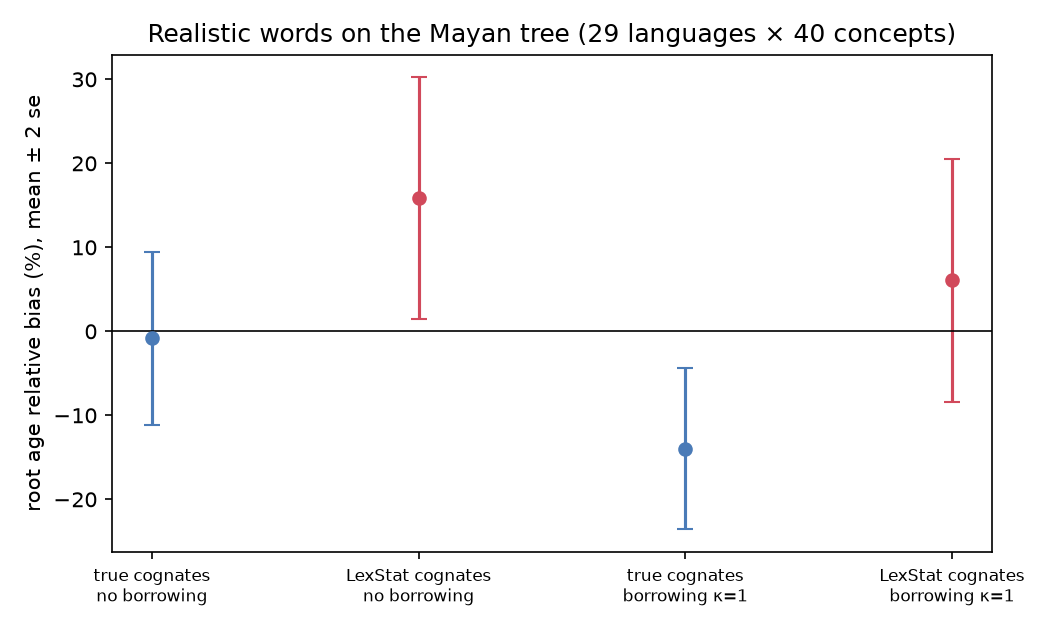 Realistic words on the Mayan tree (29 languages × 40 concepts)
root age relative bias (%), mean ± 2 se
30
20
10
0
−10
−20
true cognates
no borrowing
LexStat cognates
no borrowing
true cognates
borrowing κ=1
LexStat cognates
borrowing κ=1